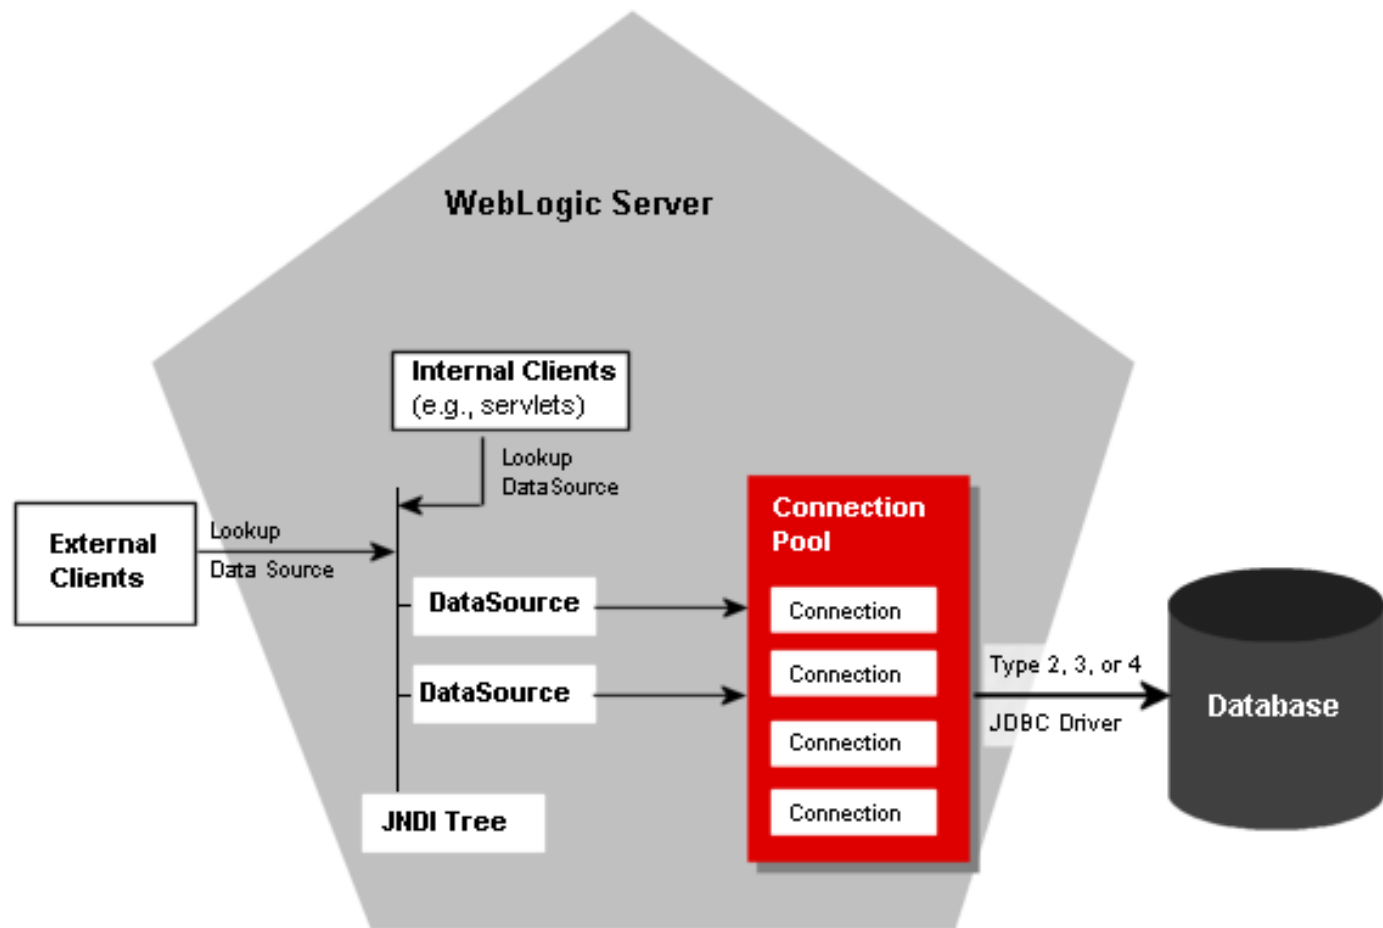 WebLogic Server
Internal Clients
(e.g., servlets)
Lookup
DataSource
External
Clients
Lookup
Data Source
DataSource
DataSource
JNDI Tree
Connection
Pool
Connection
Connection
Connection
Connection
Type 2, 3, or 4
JDBC Driver
Database